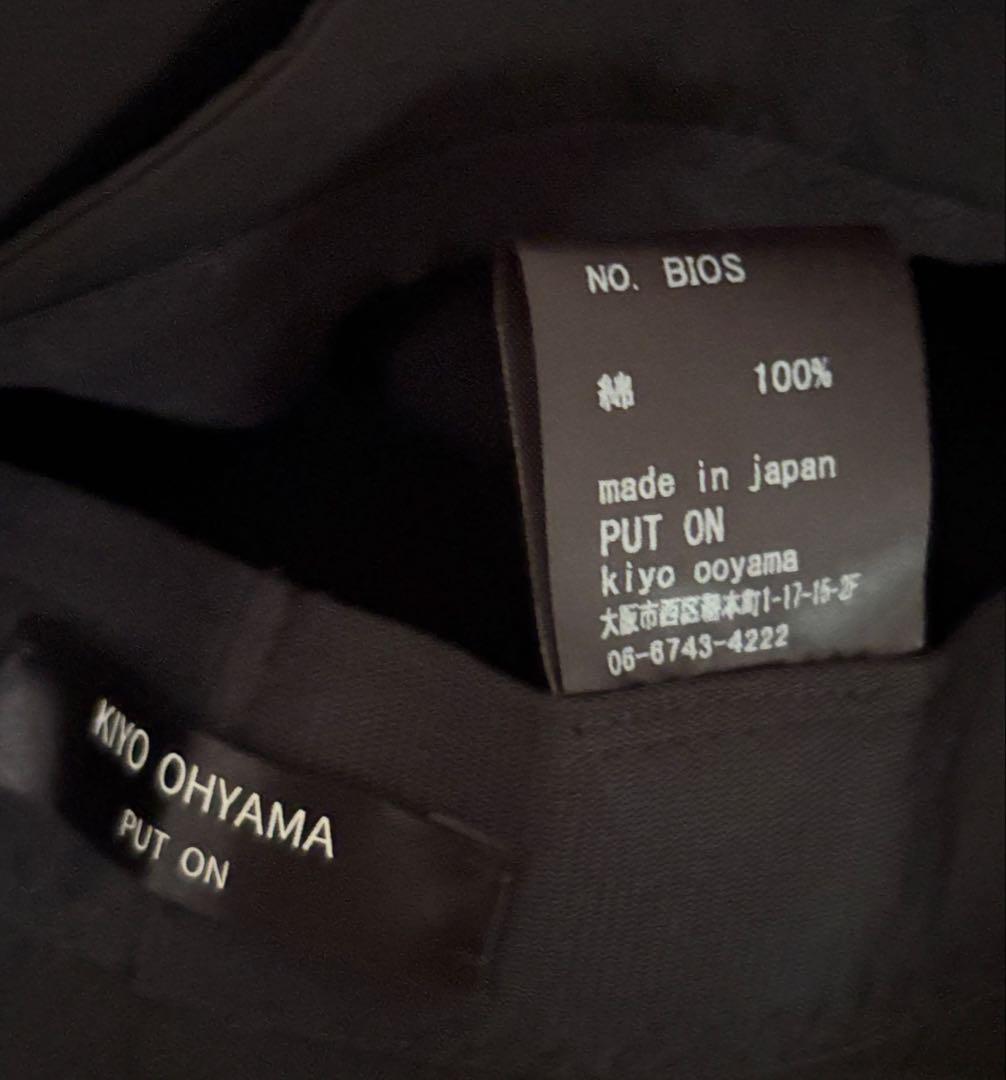 NO. BIOS
綿 100%
made in japan
PUT ON
kiyo ooyama
大阪市西区靱本町1-17-15-2F
06-6743-4222
KIYO OHYAMA
PUT ON